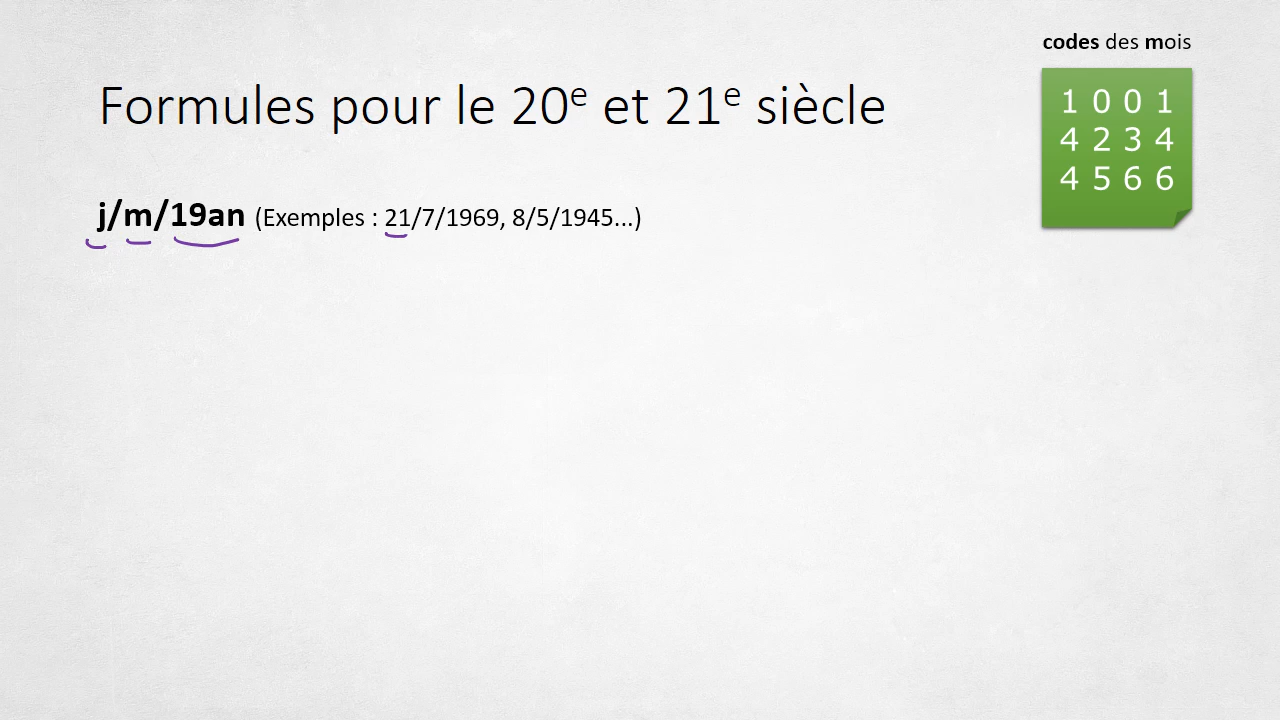 codes des mois
1 0 0 1
4 2 3 4
4 5 6 6
Formules pour le 20e et 21e siècle
j/m/19an (Exemples : 21/7/1969, 8/5/1945...)